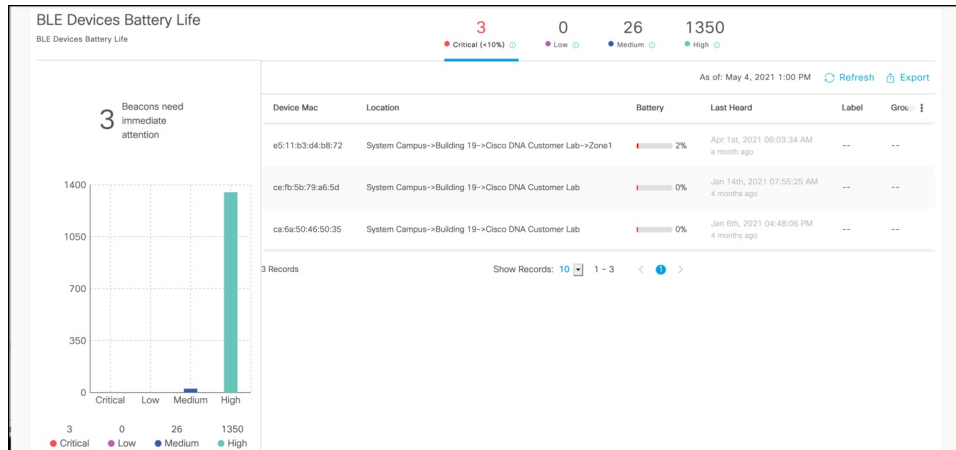 BLE Devices Battery Life
BLE Devices Battery Life
3 0 26 1350
Critical (<10%) Low Medium High
As of: May 4, 2021 1:00 PM Refresh Export
3 Beacons need
immediate
attention
Device Mac Location Battery Last Heard Label Group
e5:11:b3:d4:b8:72 System Campus->Building 19->Cisco DNA Customer Lab->Zone1 2% Apr 1st, 2021 06:03:34 AM -- --
a month ago
ce:fb:5b:79:a6:5d System Campus->Building 19->Cisco DNA Customer Lab 0% Jan 14th, 2021 07:55:25 AM -- --
4 months ago
ca:6a:50:46:50:35 System Campus->Building 19->Cisco DNA Customer Lab 0% Jan 6th, 2021 04:48:06 PM -- --
4 months ago
3 Records Show Records: 10 1 - 3 < 1 >
1400
1050
700
350
0
Critical Low Medium High
3 0 26 1350
Critical Low Medium High